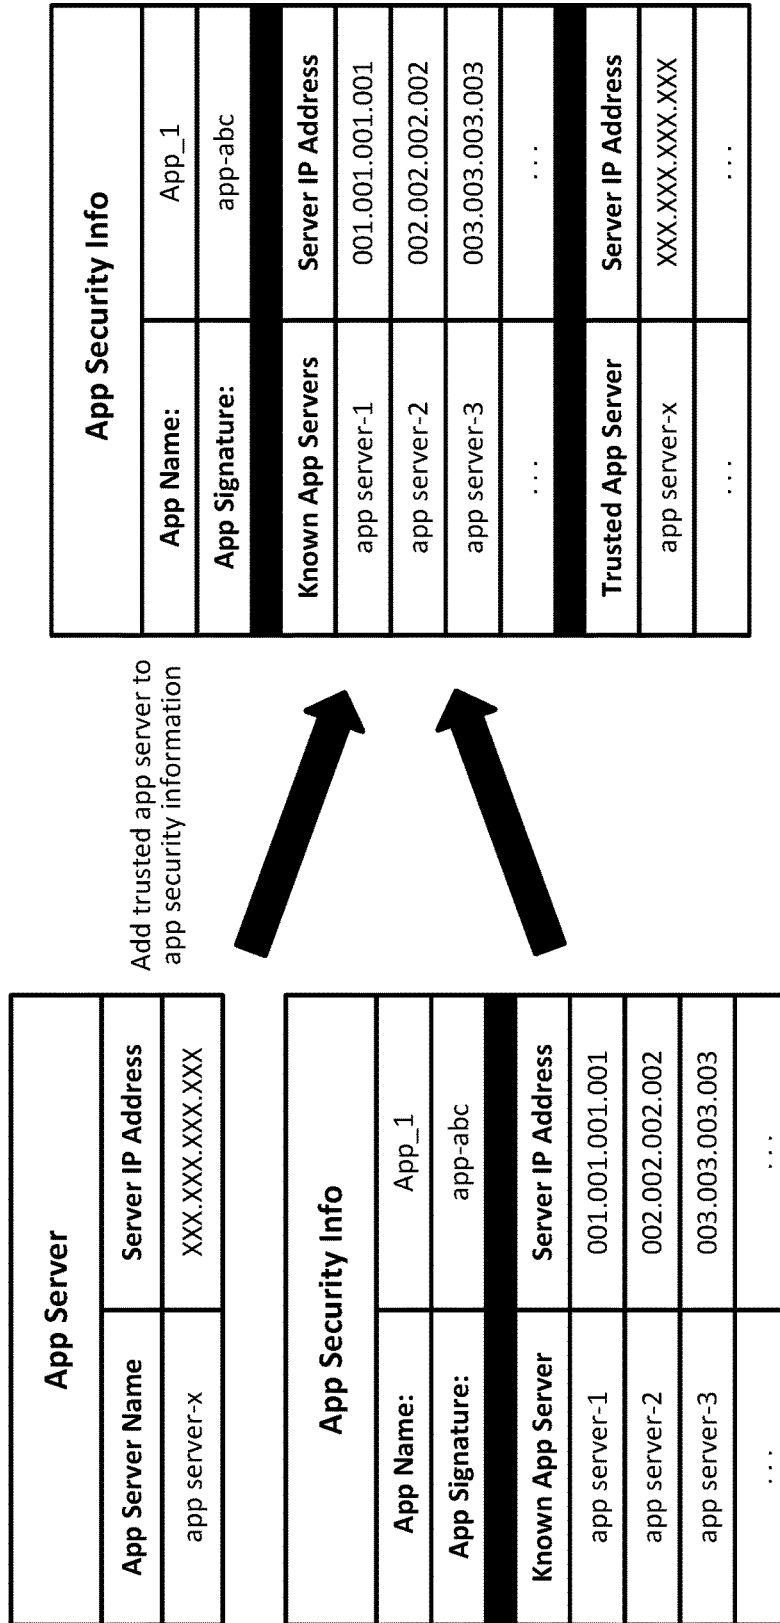 App Server
App Server Name Server IP Address
app server-x XXX.XXX.XXX.XXX
App Security Info
App Name: App_1
App Signature: app-abc
Known App Server Server IP Address
app server-1 001.001.001.001
app server-2 002.002.002.002
app server-3 003.003.003.003
... ...
Add trusted app server to
app security information
App Security Info
App Name: App_1
App Signature: app-abc
Known App Servers Server IP Address
app server-1 001.001.001.001
app server-2 002.002.002.002
app server-3 003.003.003.003
... ...
Trusted App Server Server IP Address
app server-x XXX.XXX.XXX.XXX
... ...